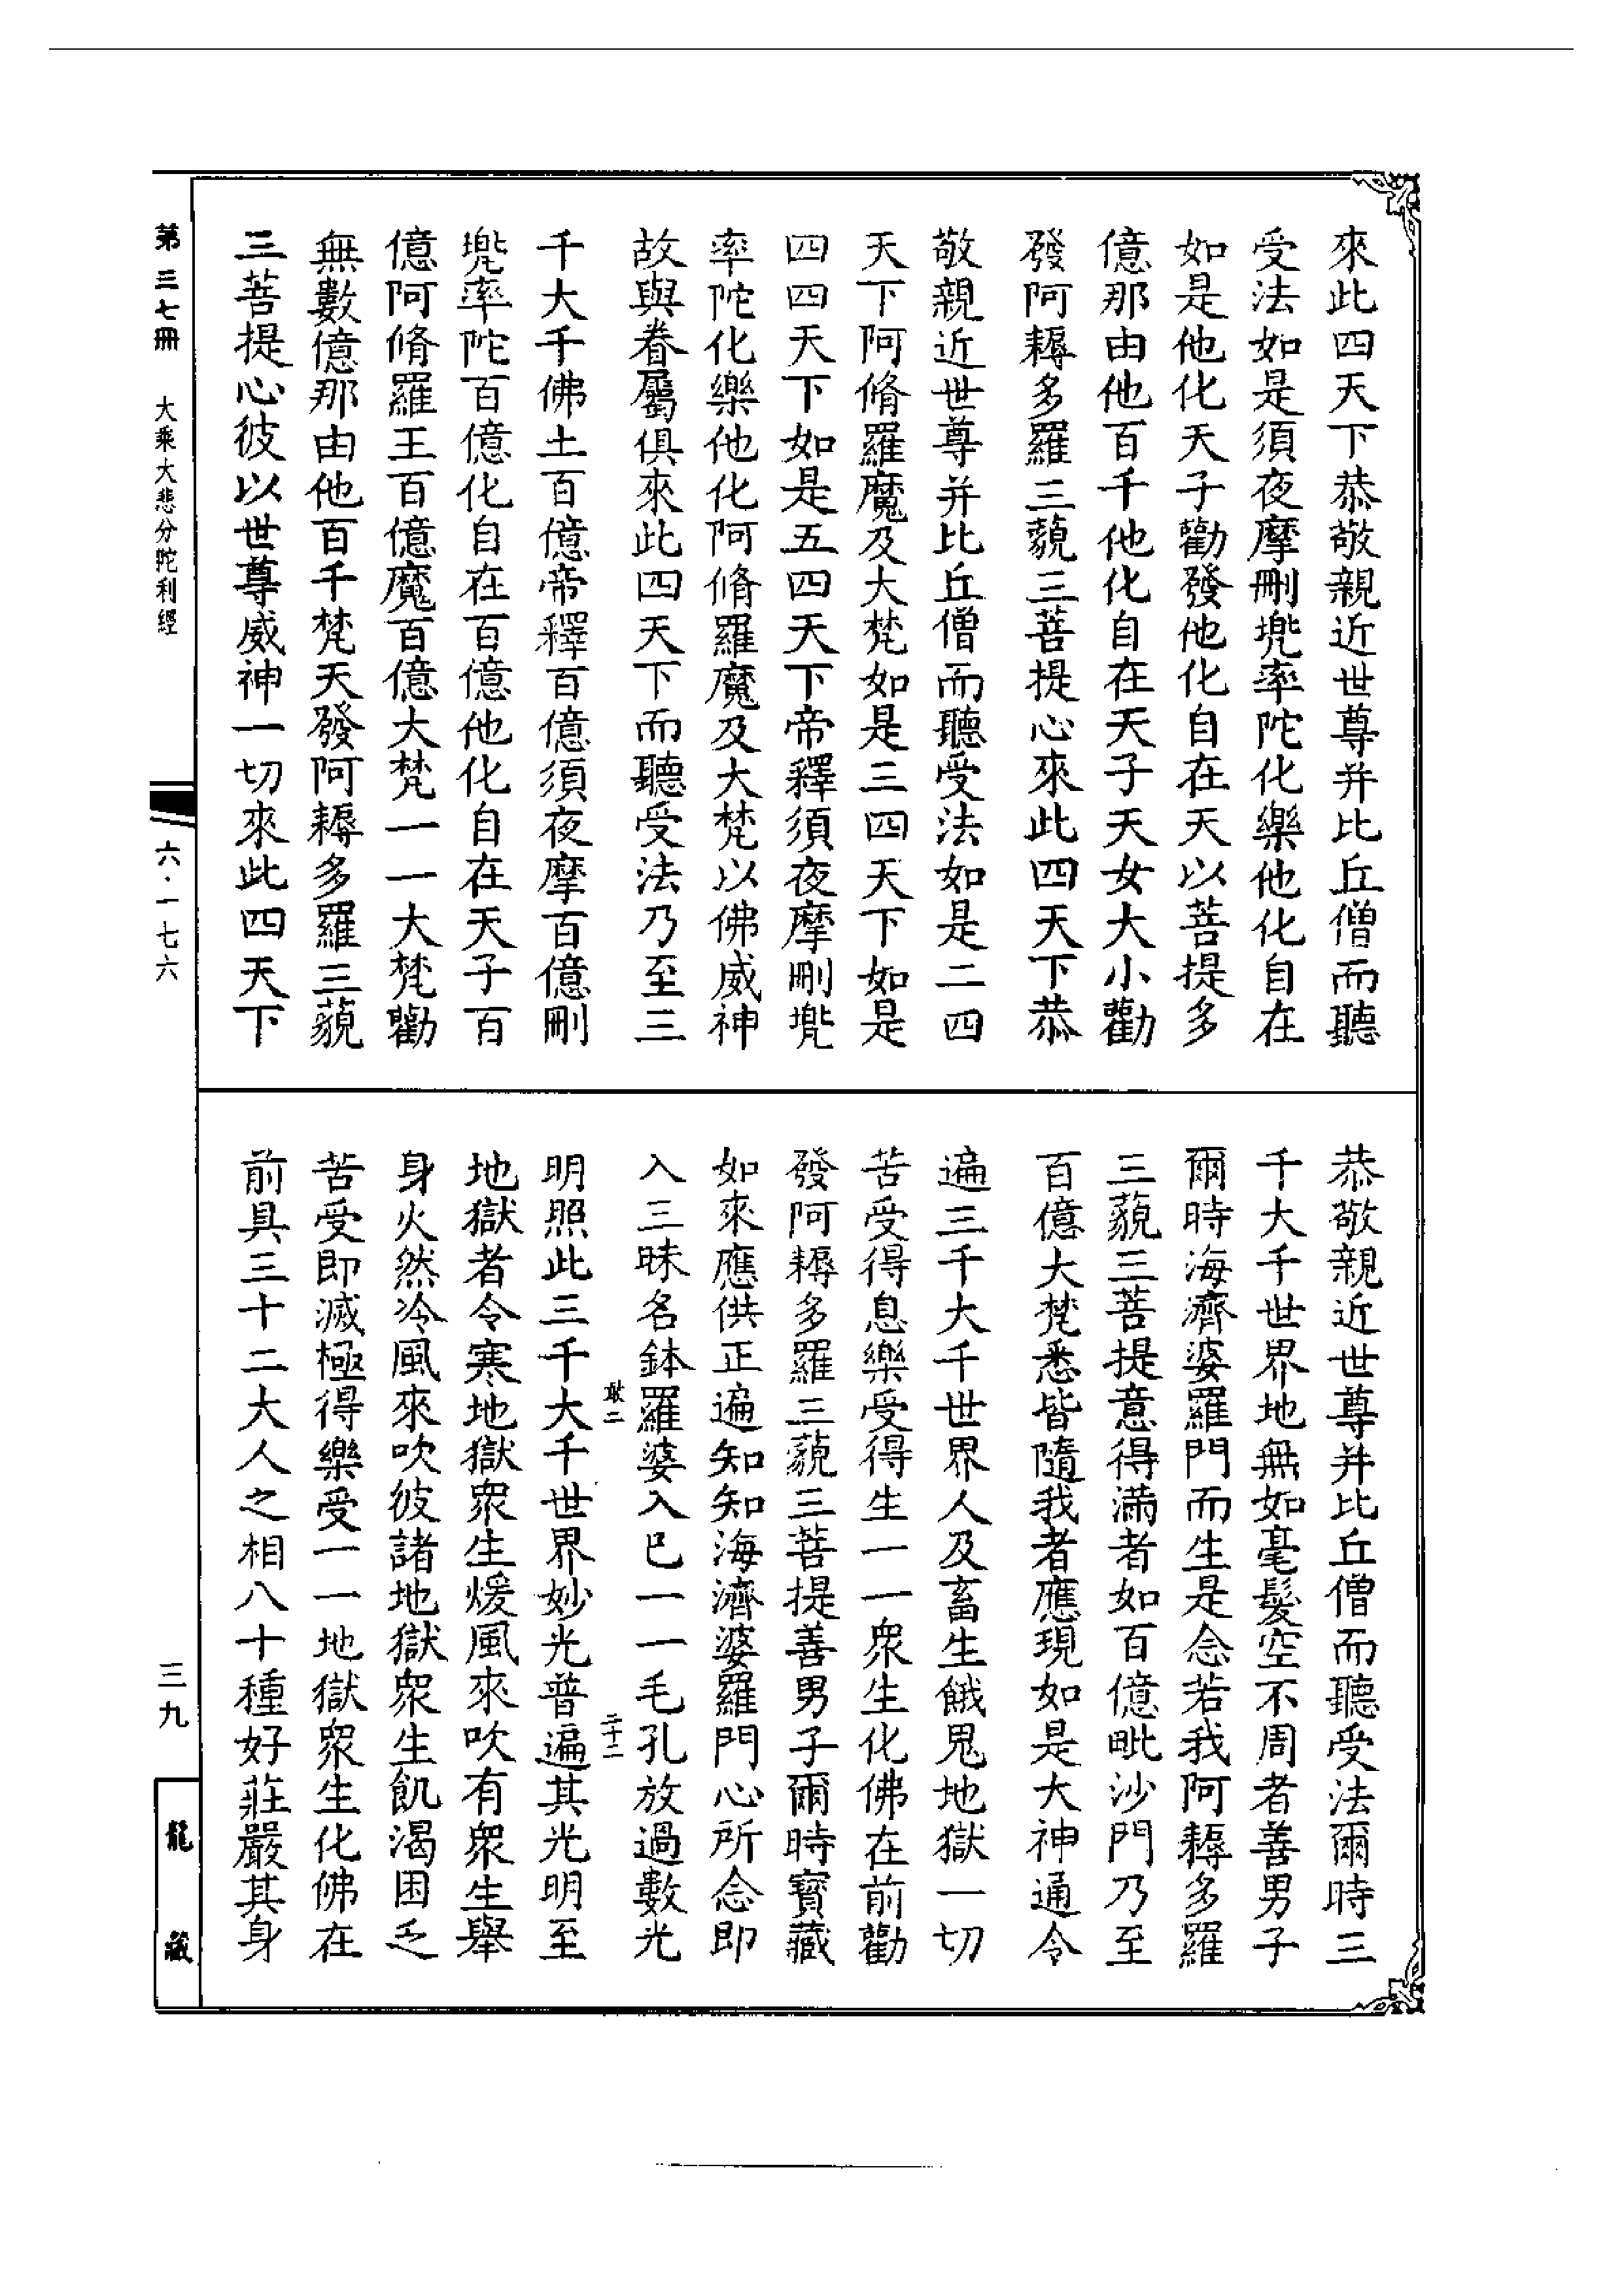 來此四天下恭敬親近世尊并比丘僧而聽
受法如是須夜摩刪兠率陀化樂他化自在
如是他化天子勸發他化自在天以菩提多
億那由他百千他化自在天子天女大小勸
發阿耨多羅三藐三菩提心來此四天下恭
敬親近世尊并比丘僧而聽受法如是二四
天下阿脩羅魔及大梵如是三四天下如是
四四天下如是五四天下帝釋須夜摩刪兠
率陀化樂他化阿脩羅魔及大梵以佛威神
故與眷屬俱來此四天下而聽受法乃至三
千大千佛土百億帝釋百億須夜摩百億刪
兠率陀百億化自在百億他化自在天子百
億阿脩羅王百億魔百億大梵一一大梵勸
無數億那由他百千梵天發阿耨多羅三藐
三菩提心彼以世尊威神一切來此四天下
恭敬親近世尊并比丘僧而聽受法爾時三
千大千世界地無如毫髮空不周者善男子
爾時海濟婆羅門而生是念若我阿耨多羅
三藐三菩提意得滿者如百億毗沙門乃至
百億大梵悉皆隨我者應現如是大神通令
遍三千大千世界人及畜生餓鬼地獄一切
苦受得息樂受得生一一眾生化佛在前勸
發阿耨多羅三藐三菩提善男子爾時寶藏
如來應供正遍知知海濟婆羅門心所念即
入三昧名鉢羅婆入已一一毛孔放過數光
明照此三千大千世界妙光普遍其光明至
地獄者令寒地獄眾生煖風來吹有眾生舉
身火然冷風來吹彼諸地獄眾生飢渴困乏
苦受即滅極得樂受一一地獄眾生化佛在
前具三十二大人之相八十種好莊嚴其身
二十二
第三七冊
大乘大悲分陀利經
六·一七六
三九
龍藏